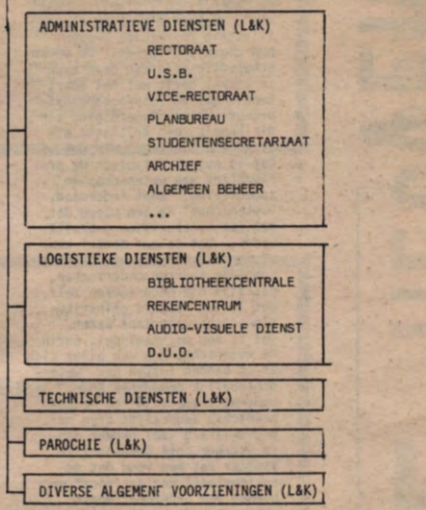 ADMINISTRATIEVE DIENSTEN (L&K)
RECTORAAT
U.S.B.
VICE-RECTORAAT
PLANBUREAU
STUDENTENSECRETARIAAT
ARCHIEF
ALGEMEEN BEHEER
...
LOGISTIEKE DIENSTEN (L&K)
BIBLIOTHEEKCENTRALE
REKENCENTRUM
AUDIO-VISUELE DIENST
D.U.O.
TECHNISCHE DIENSTEN (L&K)
PAROCHIE (L&K)
DIVERSE ALGEMENE VOORZIENINGEN (L&K)